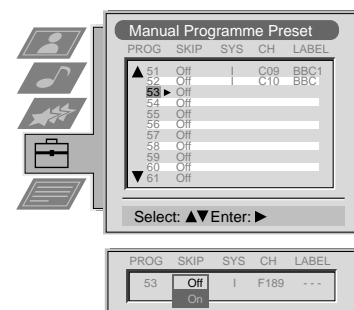 Manual Programme Preset
PROG SKIP SYS CH LABEL
51 Off I C09 BBC1
52 Off I C10 BBC
53 Off
54 Off
55 Off
56 Off
57 Off
58 Off
59 Off
60 Off
61 Off
Select: ▲▼ Enter: ▶
PROG SKIP SYS CH LABEL
53 Off I F189 - - -
On